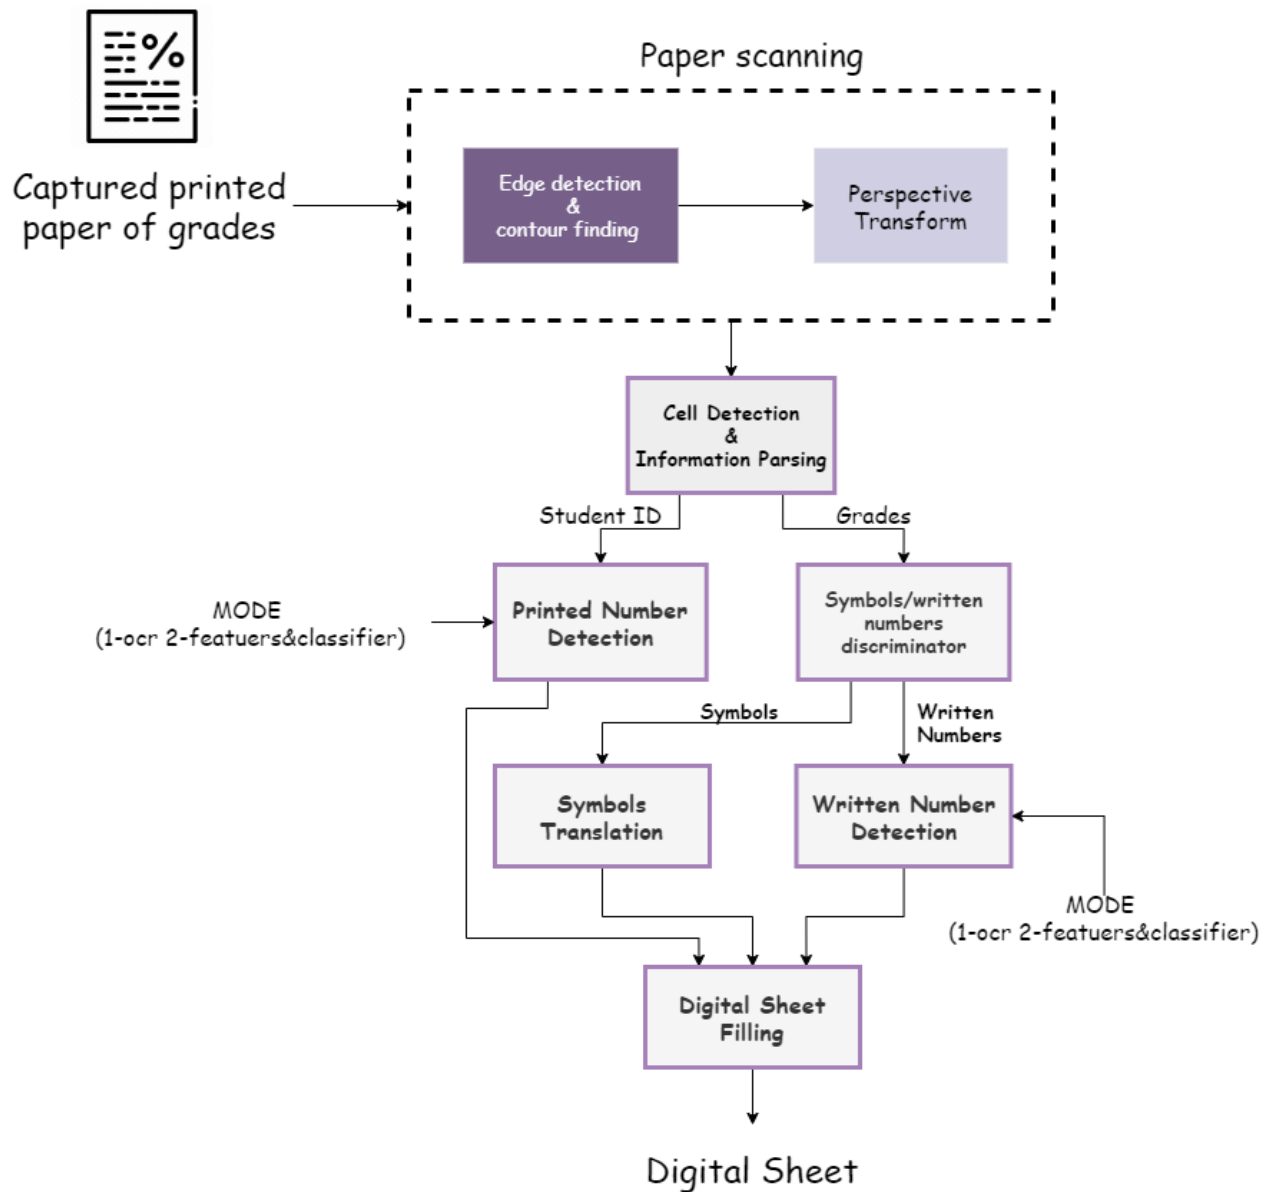 Paper scanning
Captured printed
paper of grades
Edge detection
&
contour finding
Perspective
Transform
Cell Detection
&
Information Parsing
Student ID
Grades
MODE
(1-ocr 2-featuers&classifier)
Printed Number
Detection
Symbols/written
numbers
discriminator
Symbols
Written
Numbers
Symbols
Translation
Written Number
Detection
MODE
(1-ocr 2-featuers&classifier)
Digital Sheet
Filling
Digital Sheet